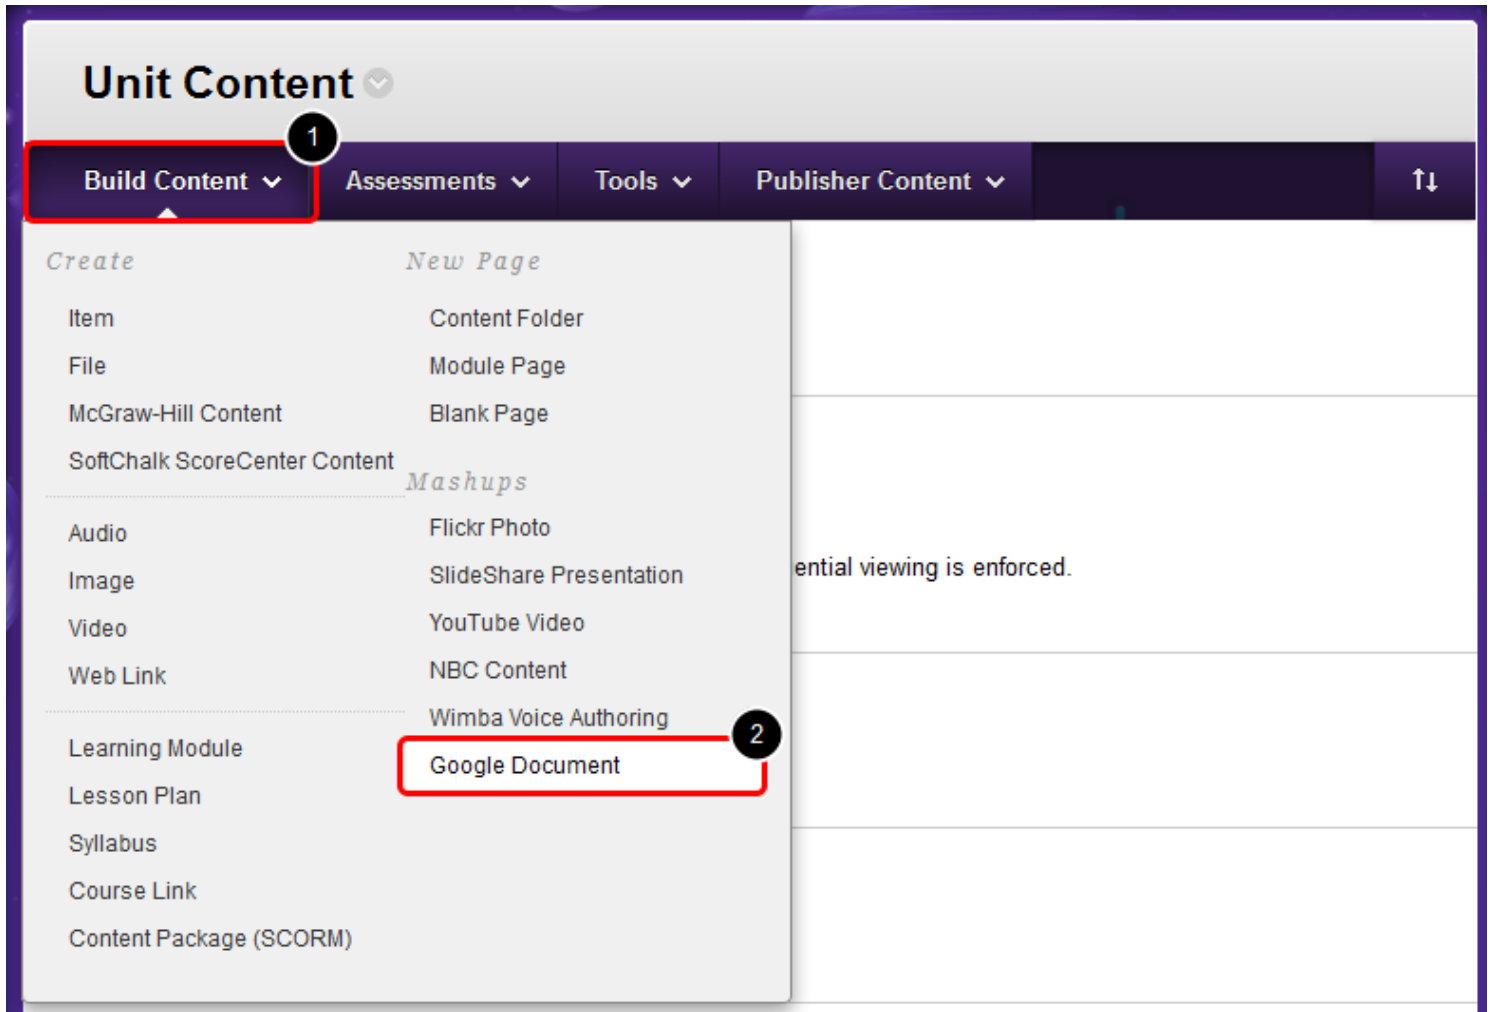 Unit Content
1
Build Content
Assessments
Tools
Publisher Content
Create
Item
File
McGraw-Hill Content
SoftChalk ScoreCenter Content
Audio
Image
Video
Web Link
Learning Module
Lesson Plan
Syllabus
Course Link
Content Package (SCORM)
New Page
Content Folder
Module Page
Blank Page
Mashups
Flickr Photo
SlideShare Presentation
YouTube Video
NBC Content
Wimba Voice Authoring
2
Google Document
ential viewing is enforced.